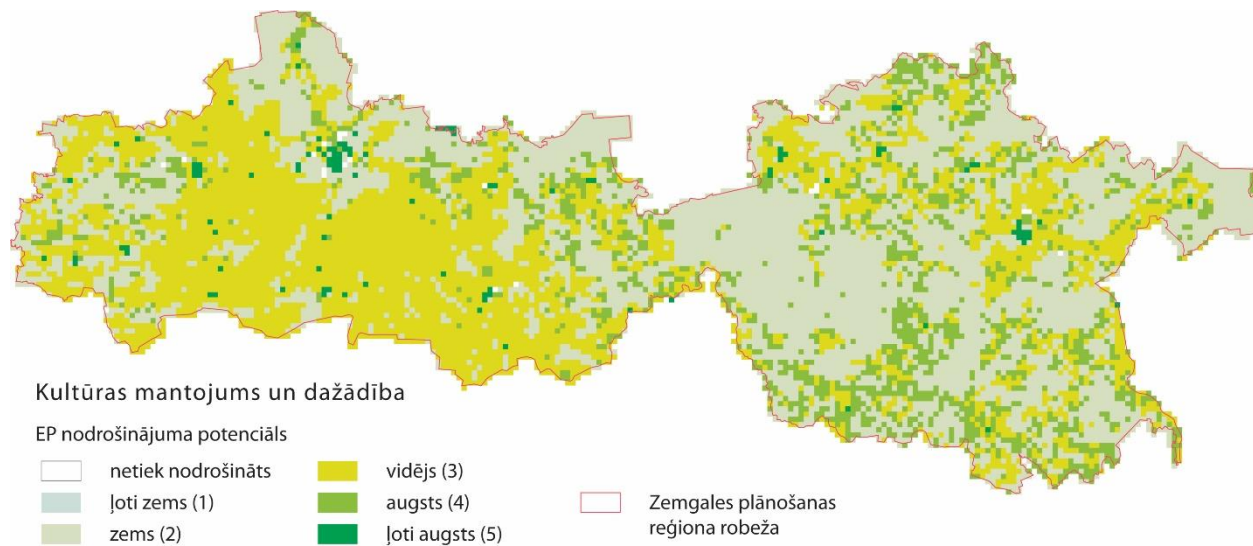 Kultūras mantojums un dažādība
EP nodrošinājuma potenciāls
netiek nodrošināts
ļoti zems (1)
zems (2)
vidējs (3)
augsts (4)
ļoti augsts (5)
Zemgales plānošanas
reģiona robeža